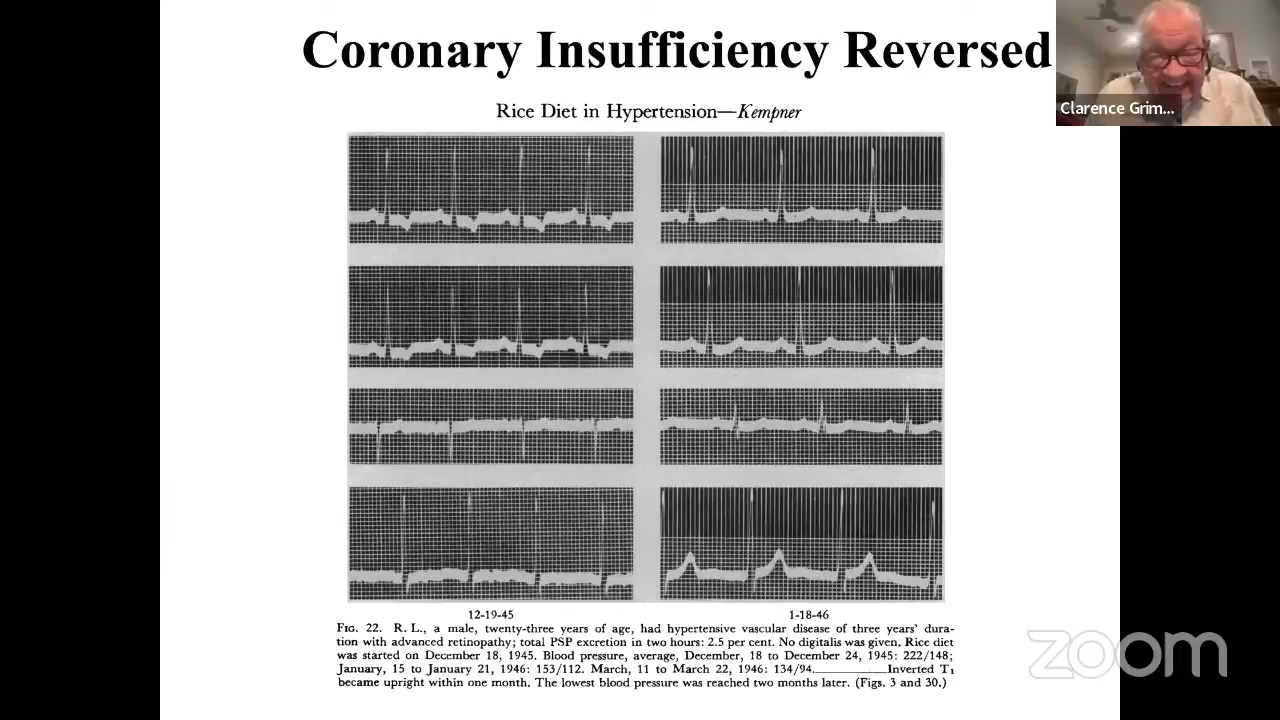 Coronary Insufficiency Reversed
Clarence Grim...
Rice Diet in Hypertension—Kempner
12-19-45
1-18-46
FIG. 22. R. L., a male, twenty-three years of age, had hypertensive vascular disease of three years' dura-
tion with advanced retinopathy; total PSP excretion in two hours: 2.5 per cent. No digitalis was given. Rice diet
was started on December 18, 1945. Blood pressure, average, December, 18 to December 24, 1945: 222/148;
January, 15 to January 21, 1946: 153/112. March, 11 to March 22, 1946: 134/94.____________Inverted T₁
became upright within one month. The lowest blood pressure was reached two months later. (Figs. 3 and 30.)
zoom